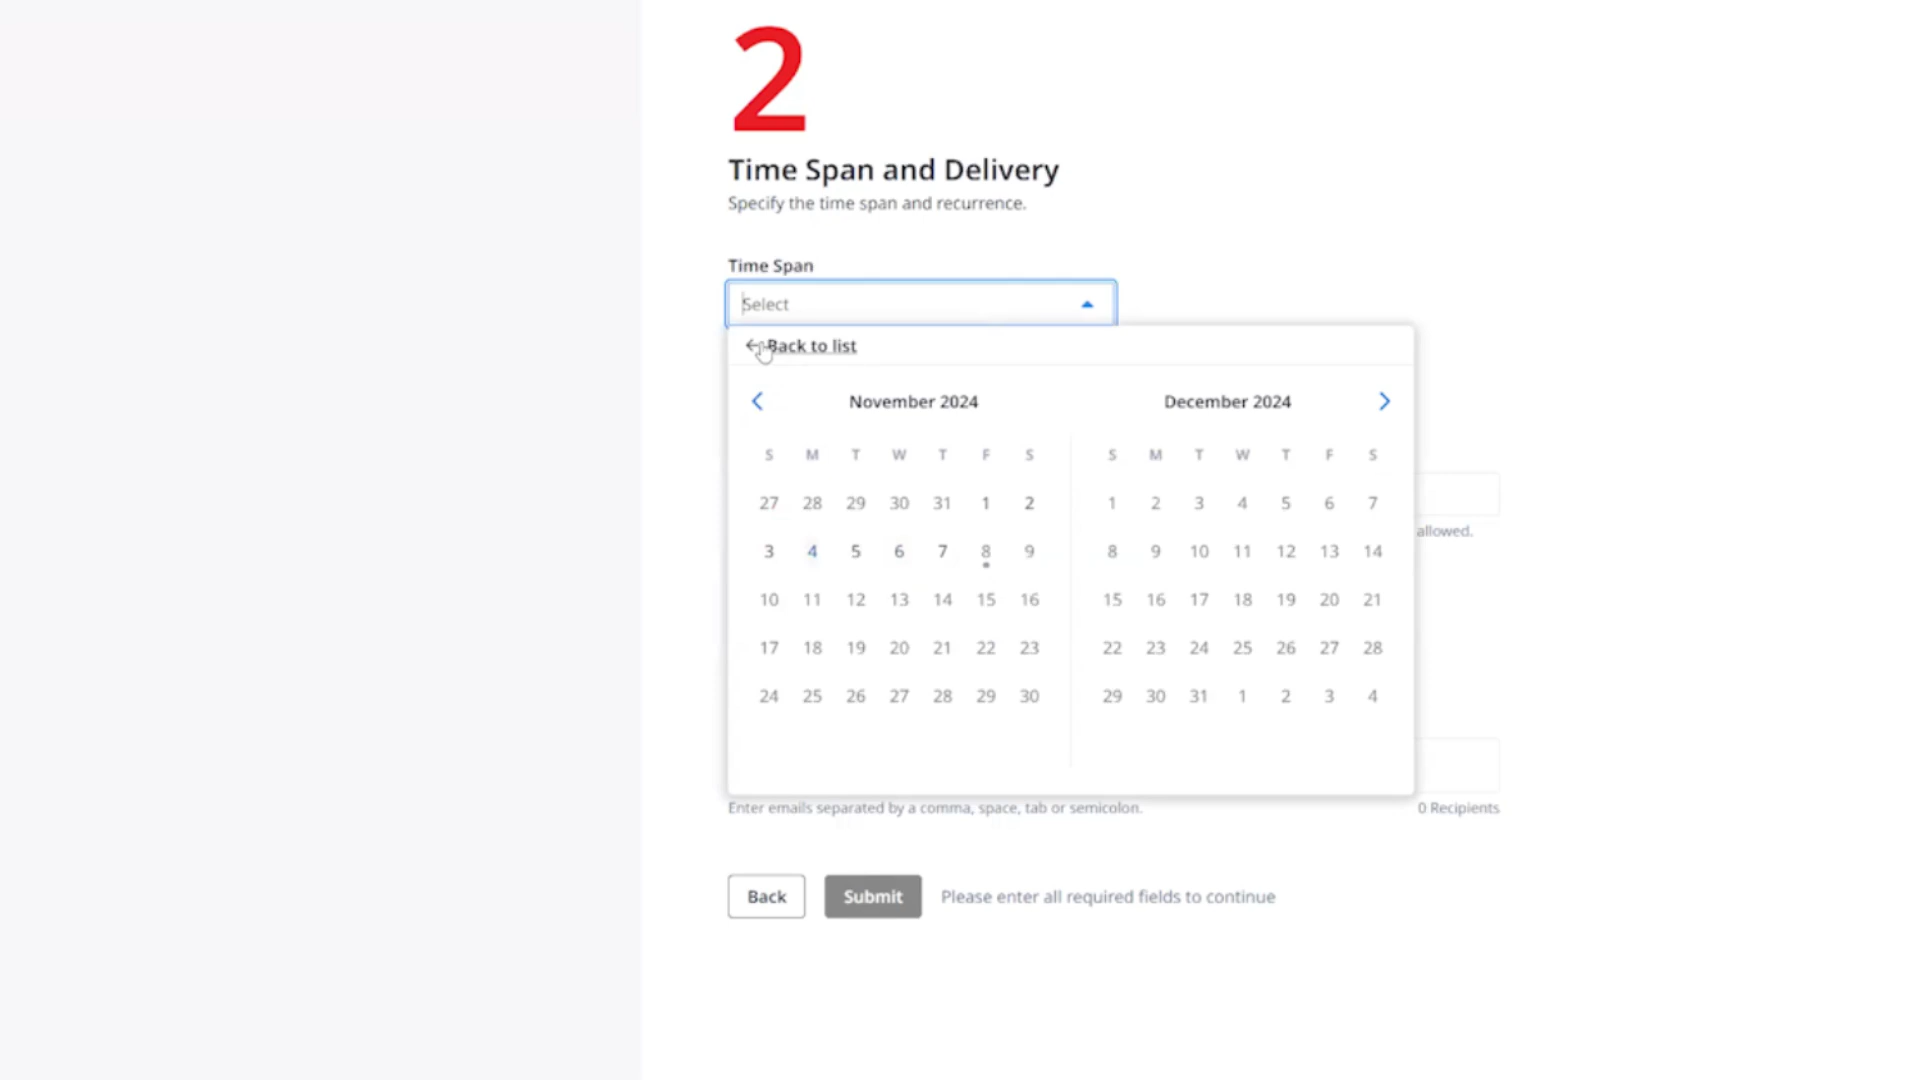 2
Time Span and Delivery
Specify the time span and recurrence.
Time Span
Select
Back to list
November 2024 December 2024
S M T W T F S S M T W T F S
27 28 29 30 31 1 2 1 2 3 4 5 6 7
3 4 5 6 7 8 9 8 9 10 11 12 13 14
allowed.
10 11 12 13 14 15 16 15 16 17 18 19 20 21
17 18 19 20 21 22 23 22 23 24 25 26 27 28
24 25 26 27 28 29 30 29 30 31 1 2 3 4
Enter emails separated by a comma, space, tab or semicolon. 0 Recipients
Back Submit Please enter all required fields to continue